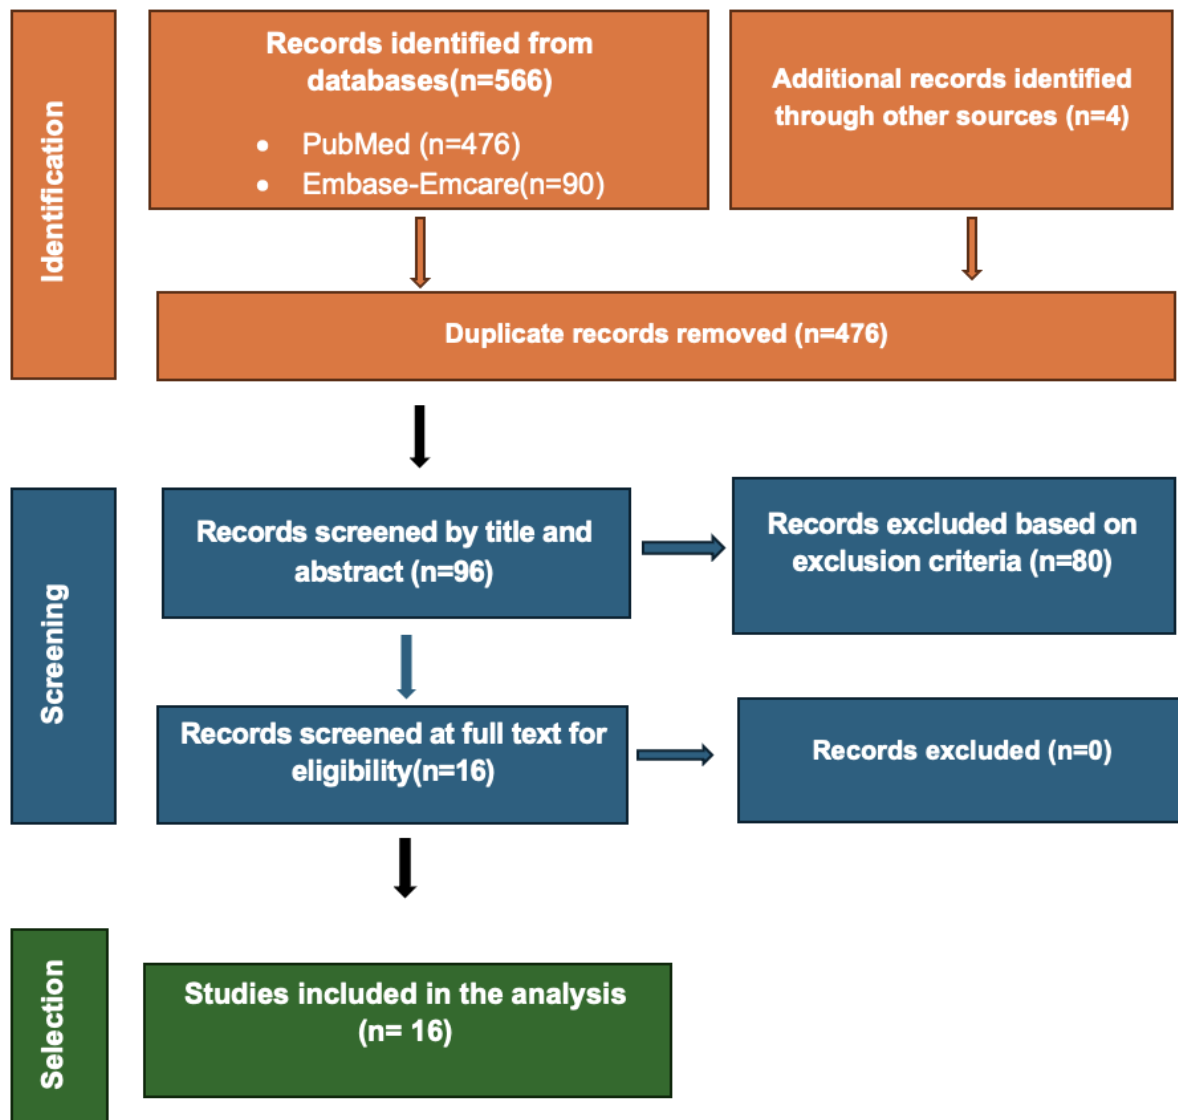 Identification
Records identified from
databases(n=566)
• PubMed (n=476)
• Embase-Emcare(n=90)
Additional records identified
through other sources (n=4)
Duplicate records removed (n=476)
Screening
Records screened by title and
abstract (n=96)
Records excluded based on
exclusion criteria (n=80)
Records screened at full text for
eligibility(n=16)
Records excluded (n=0)
Selection
Studies included in the analysis
(n= 16)